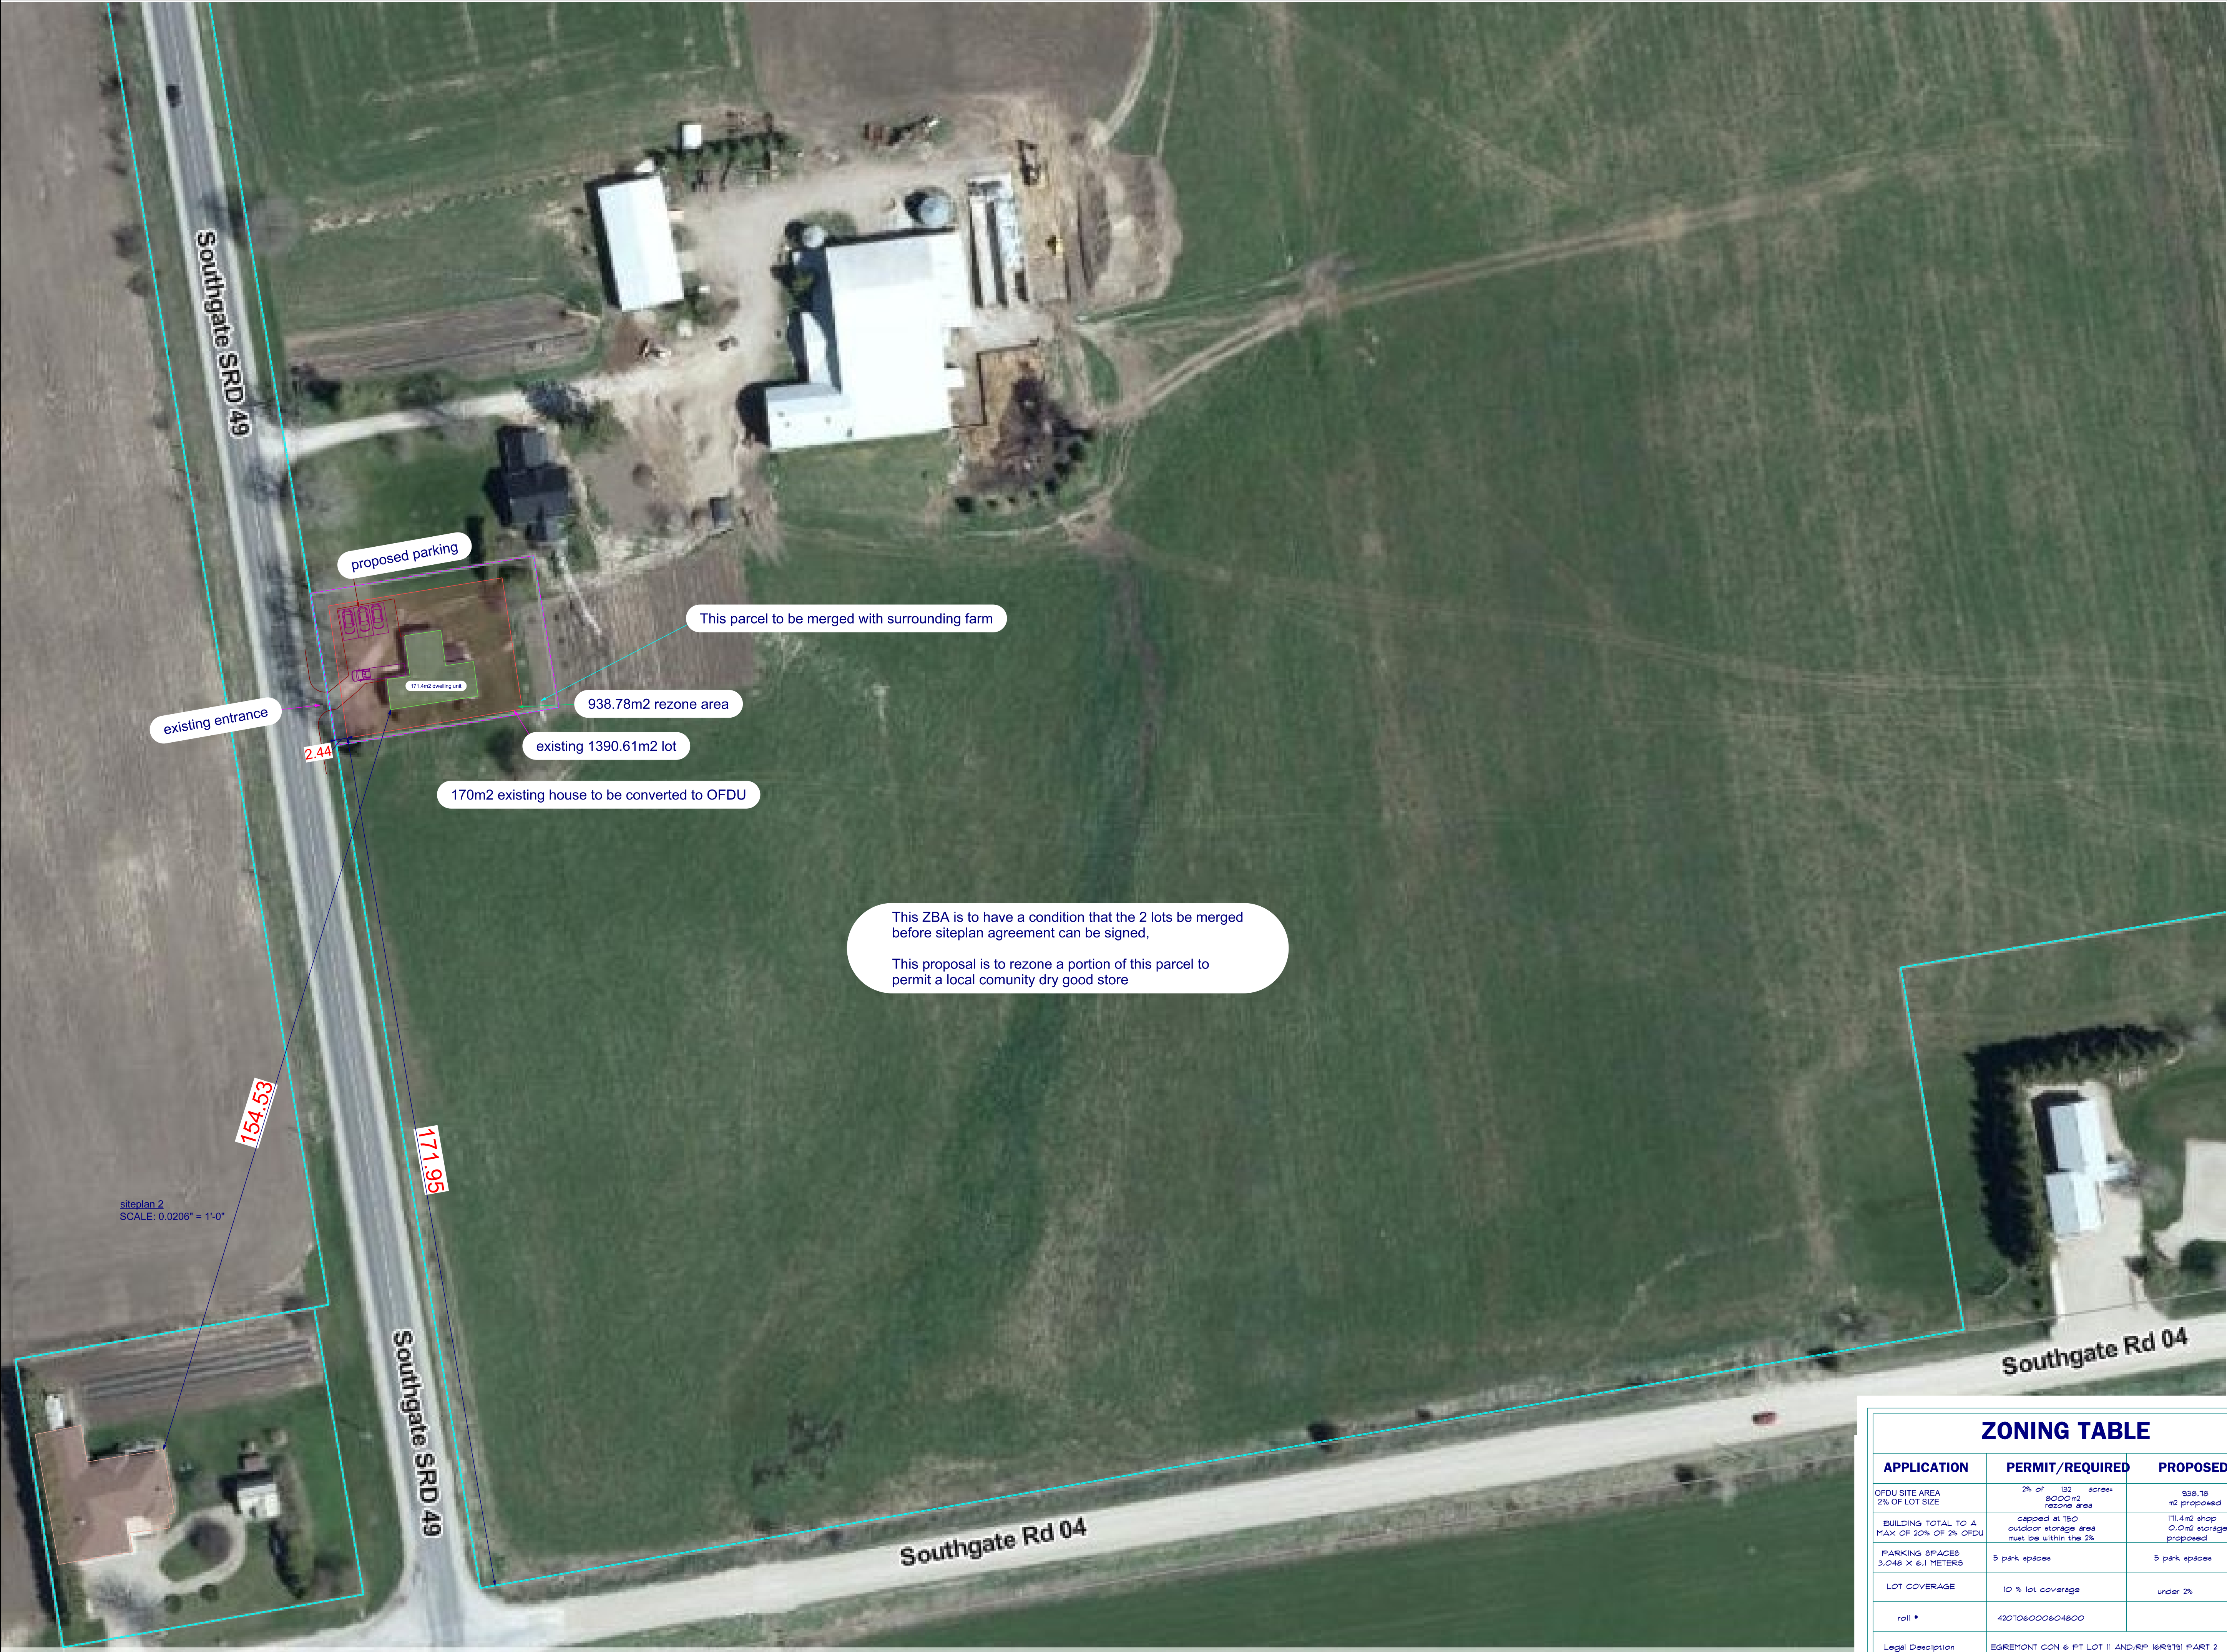 Southgate SRD 49
proposed parking
This parcel to be merged with surrounding farm
171.4m2 dwelling unit
938.78m2 rezone area
existing entrance
existing 1390.61m2 lot
2.44
170m2 existing house to be converted to OFDU
This ZBA is to have a condition that the 2 lots be merged
before siteplan agreement can be signed,
This proposal is to rezone a portion of this parcel to
permit a local comunity dry good store
154.53
171.95
siteplan 2
SCALE: 0.0206" = 1'-0"
Southgate SRD 49
Southgate Rd 04
Southgate Rd 04
ZONING TABLE
APPLICATION PERMIT/REQUIRED PROPOSED
OFDU SITE AREA
2% OF LOT SIZE
2% of 132 acres=
8000m2
rezone area
938.78
m2 proposed
BUILDING TOTAL TO A
MAX OF 20% OF 2% OFDU
capped at 750
outdoor storage area
must be within the 2%
171.4m2 shop
0.0m2 storage
proposed
PARKING SPACES
3.048 X 6.1 METERS
5 park spaces
5 park spaces
LOT COVERAGE
10 % lot coverage
under 2%
roll #
420706000604800
Legal Desciption
EGREMONT CON 6 PT LOT 11 AND;RP 16R9791 PART 2